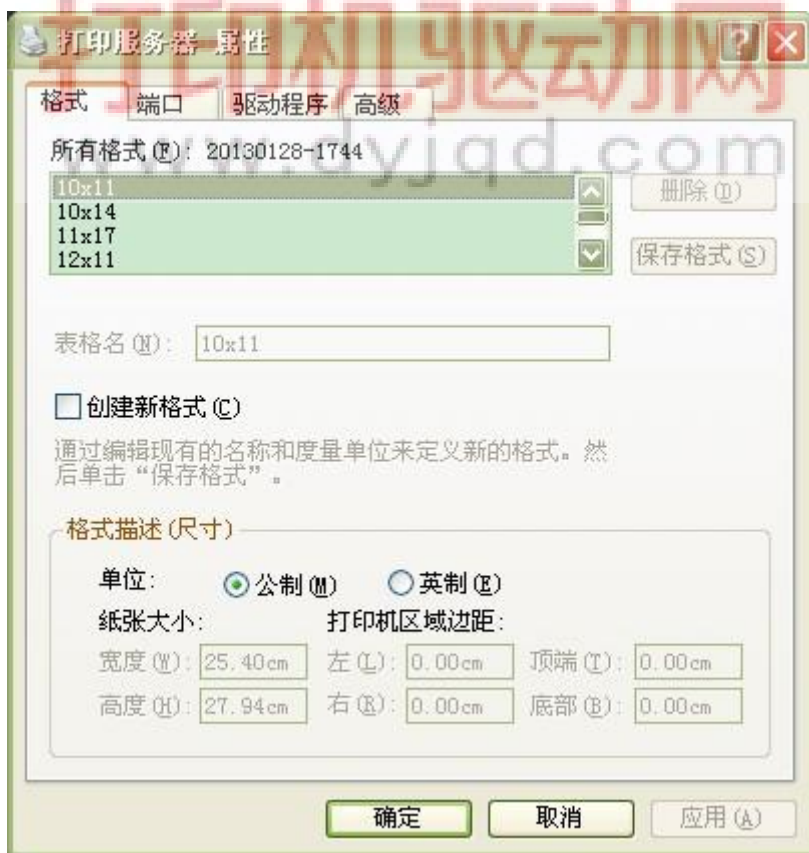 打印机驱动网
www.dyjqd.com
打印服务器 属性
格式 端口 驱动程序 高级
所有格式(F): 20130128-1744
10x11
10x14
11x17
12x11
删除(D)
保存格式(S)
表格名(N): 10x11
创建新格式(C)
通过编辑现有的名称和度量单位来定义新的格式。然
后单击“保存格式”。
格式描述(尺寸)
单位: 公制(M) 英制(E)
纸张大小: 打印机区域边距:
宽度(W): 25.40cm 左(L): 0.00cm 顶端(T): 0.00cm
高度(H): 27.94cm 右(R): 0.00cm 底部(B): 0.00cm
确定 取消 应用(A)